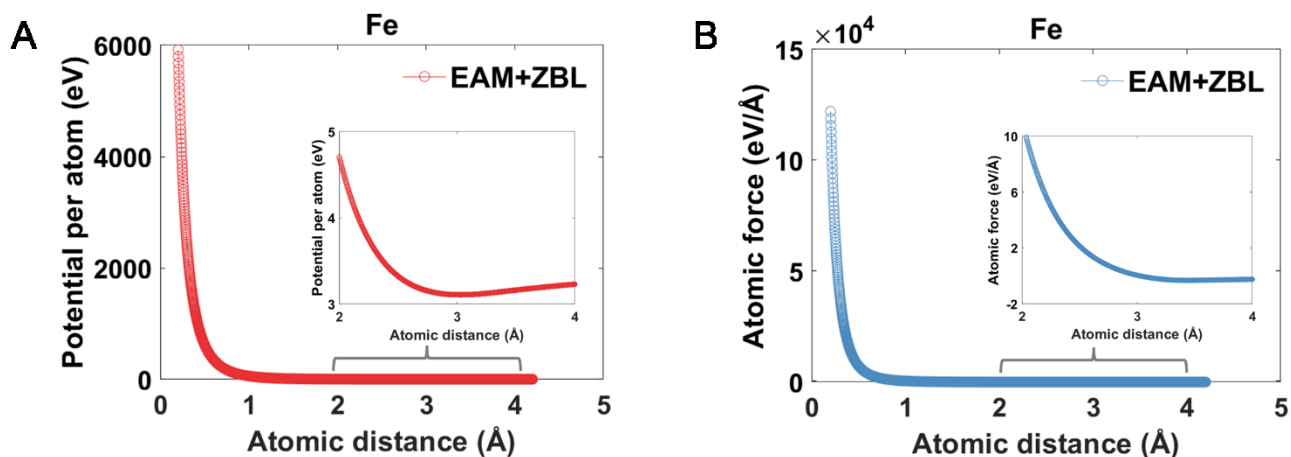 A
Fe
6000
4000
2000
0
Potential per atom (eV)
EAM+ZBL
5
4
3
Potential per atom (eV)
2 3 4
Atomic distance (Å)
0 1 2 3 4 5
Atomic distance (Å)
B
Fe
×10⁴
15
10
5
0
Atomic force (eV/Å)
EAM+ZBL
10
6
2
-2
Atomic force (eV/Å)
2 3 4
Atomic distance (Å)
0 1 2 3 4 5
Atomic distance (Å)